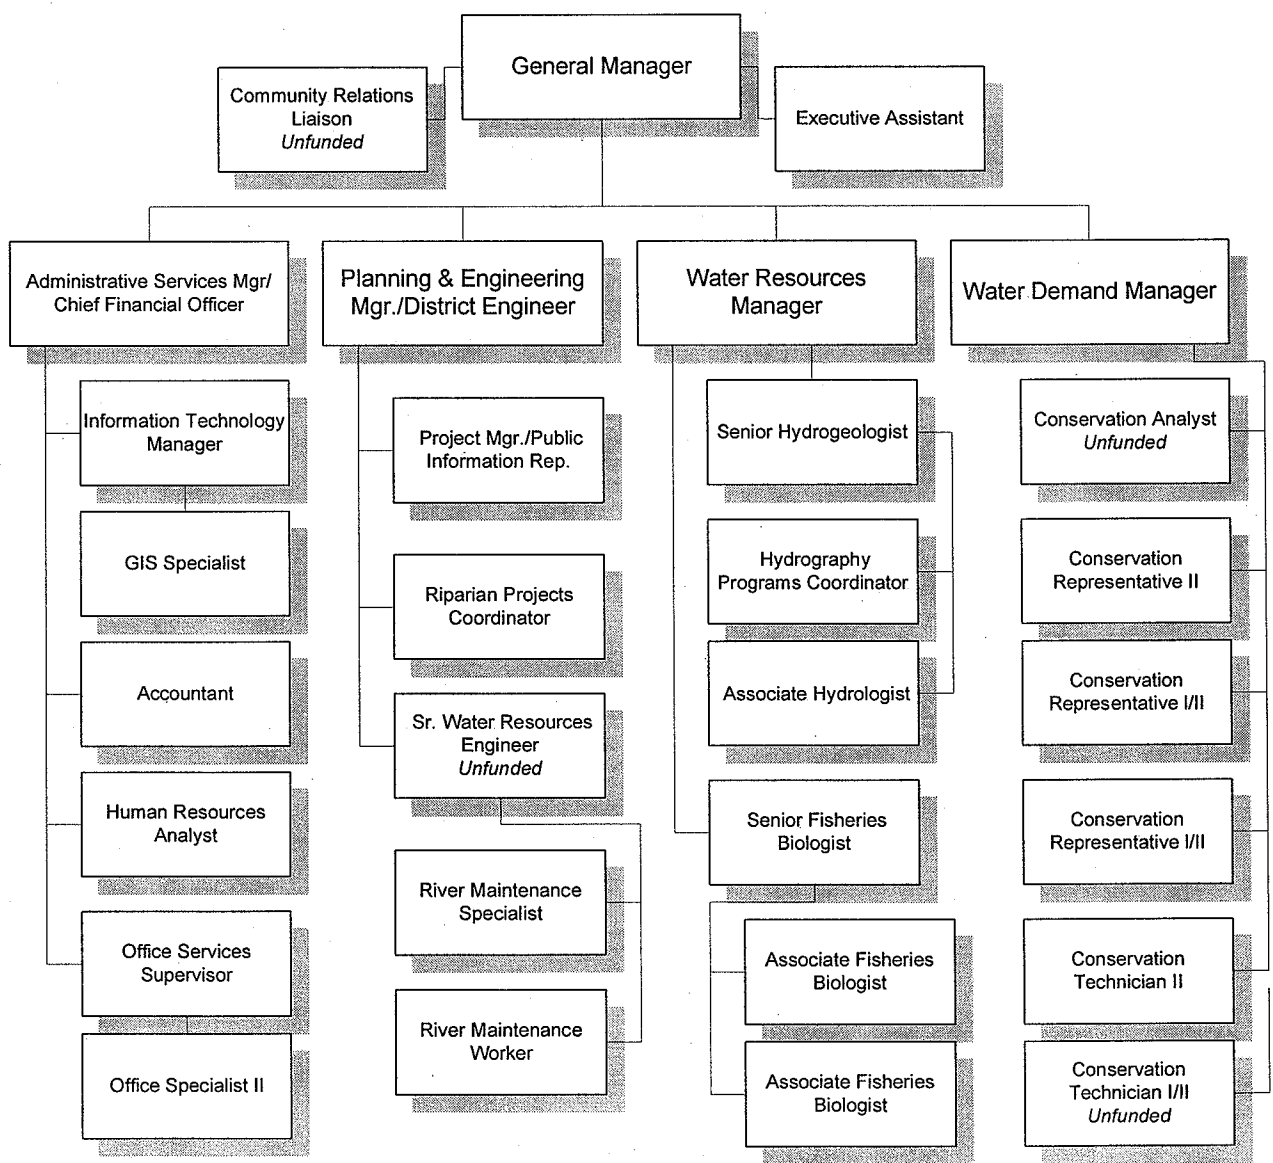 General Manager
Community Relations
Liaison
Unfunded
Executive Assistant
Administrative Services Mgr/
Chief Financial Officer
Planning & Engineering
Mgr./District Engineer
Water Resources
Manager
Water Demand Manager
Information Technology
Manager
GIS Specialist
Accountant
Human Resources
Analyst
Office Services
Supervisor
Office Specialist II
Project Mgr./Public
Information Rep.
Riparian Projects
Coordinator
Sr. Water Resources
Engineer
Unfunded
River Maintenance
Specialist
River Maintenance
Worker
Senior Hydrogeologist
Hydrography
Programs Coordinator
Associate Hydrologist
Senior Fisheries
Biologist
Associate Fisheries
Biologist
Associate Fisheries
Biologist
Conservation Analyst
Unfunded
Conservation
Representative II
Conservation
Representative I/II
Conservation
Representative I/II
Conservation
Technician II
Conservation
Technician I/II
Unfunded